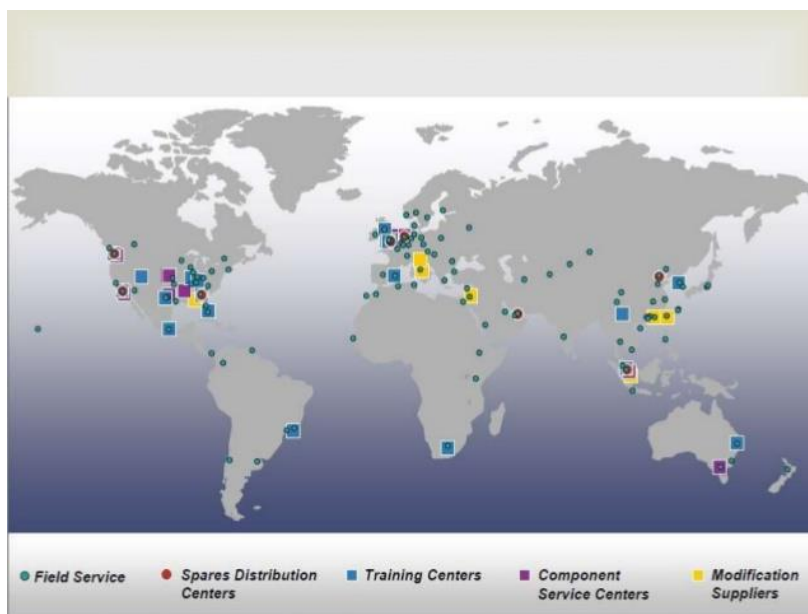 Field Service
Spares Distribution
Centers
Training Centers
Component
Service Centers
Modification
Suppliers